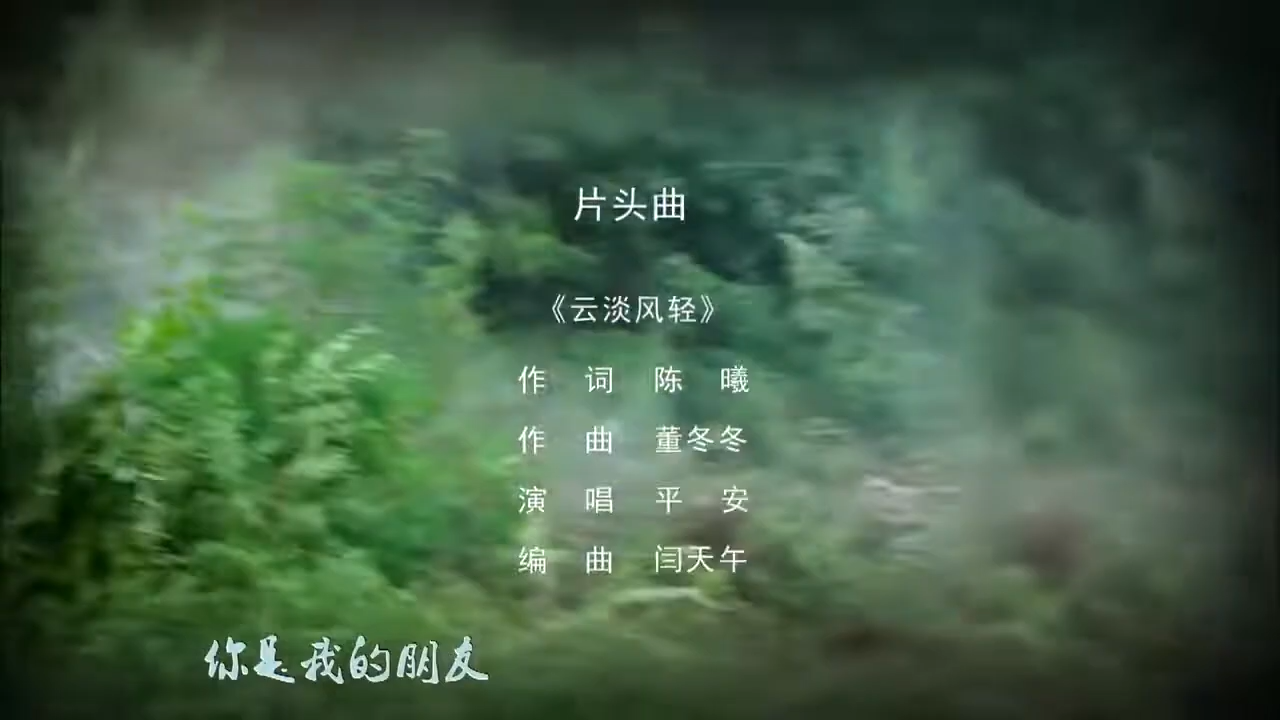 片头曲
《云淡风轻》
作 词 陈 曦
作 曲 董冬冬
演 唱 平 安
编 曲 闫天午
你是我的朋友